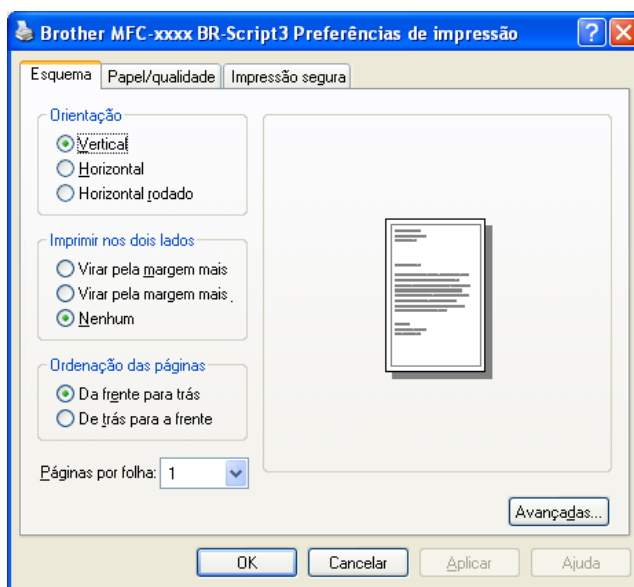 Brother MFC-xxxx BR-Script3 Preferências de impressão
Esquema Papel/qualidade Impressão segura
Orientação
Vertical
Horizontal
Horizontal rodado
Imprimir nos dois lados
Virar pela margem mais
Virar pela margem mais .
Nenhum
Ordenação das páginas
Da frente para trás
De trás para a frente
Páginas por folha: 1
Avançadas...
OK Cancelar Aplicar Ajuda